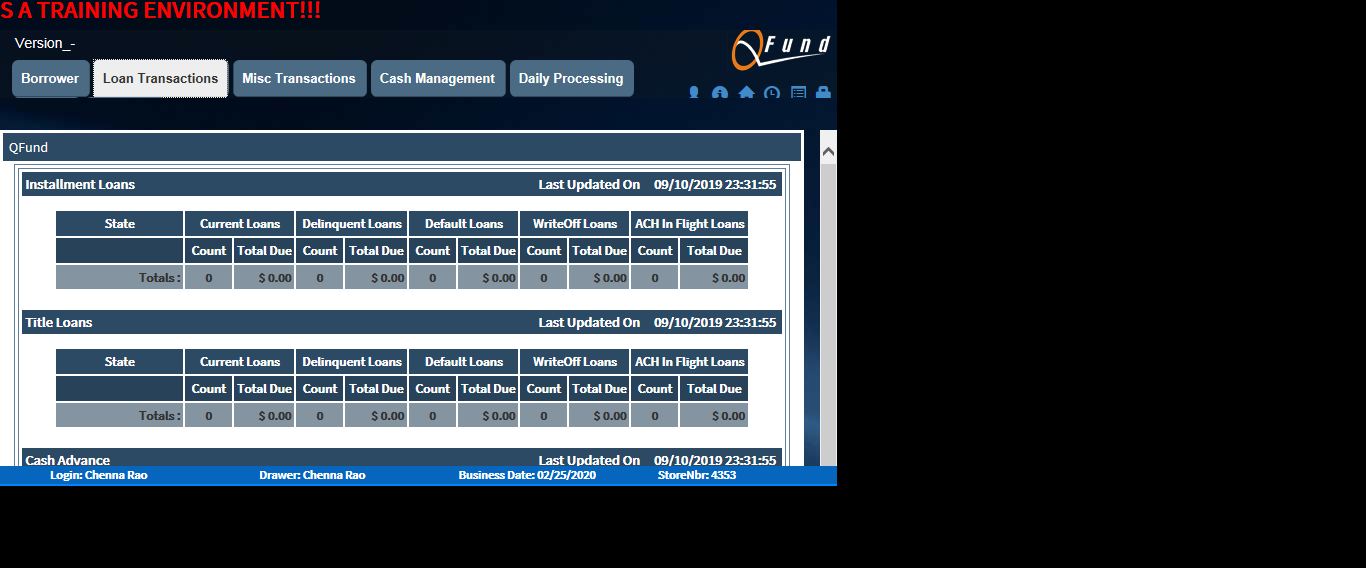 S A TRAINING ENVIRONMENT!!!
Version_-
QFund
Borrower Loan Transactions Misc Transactions Cash Management Daily Processing
QFund
Installment Loans Last Updated On 09/10/2019 23:31:55
State Current Loans Delinquent Loans Default Loans WriteOff Loans ACH In Flight Loans
Count Total Due Count Total Due Count Total Due Count Total Due Count Total Due
Totals : 0 $ 0.00 0 $ 0.00 0 $ 0.00 0 $ 0.00 0 $ 0.00
Title Loans Last Updated On 09/10/2019 23:31:55
State Current Loans Delinquent Loans Default Loans WriteOff Loans ACH In Flight Loans
Count Total Due Count Total Due Count Total Due Count Total Due Count Total Due
Totals : 0 $ 0.00 0 $ 0.00 0 $ 0.00 0 $ 0.00 0 $ 0.00
Cash Advance Last Updated On 09/10/2019 23:31:55
Login: Chenna Rao Drawer: Chenna Rao Business Date: 02/25/2020 StoreNbr: 4353